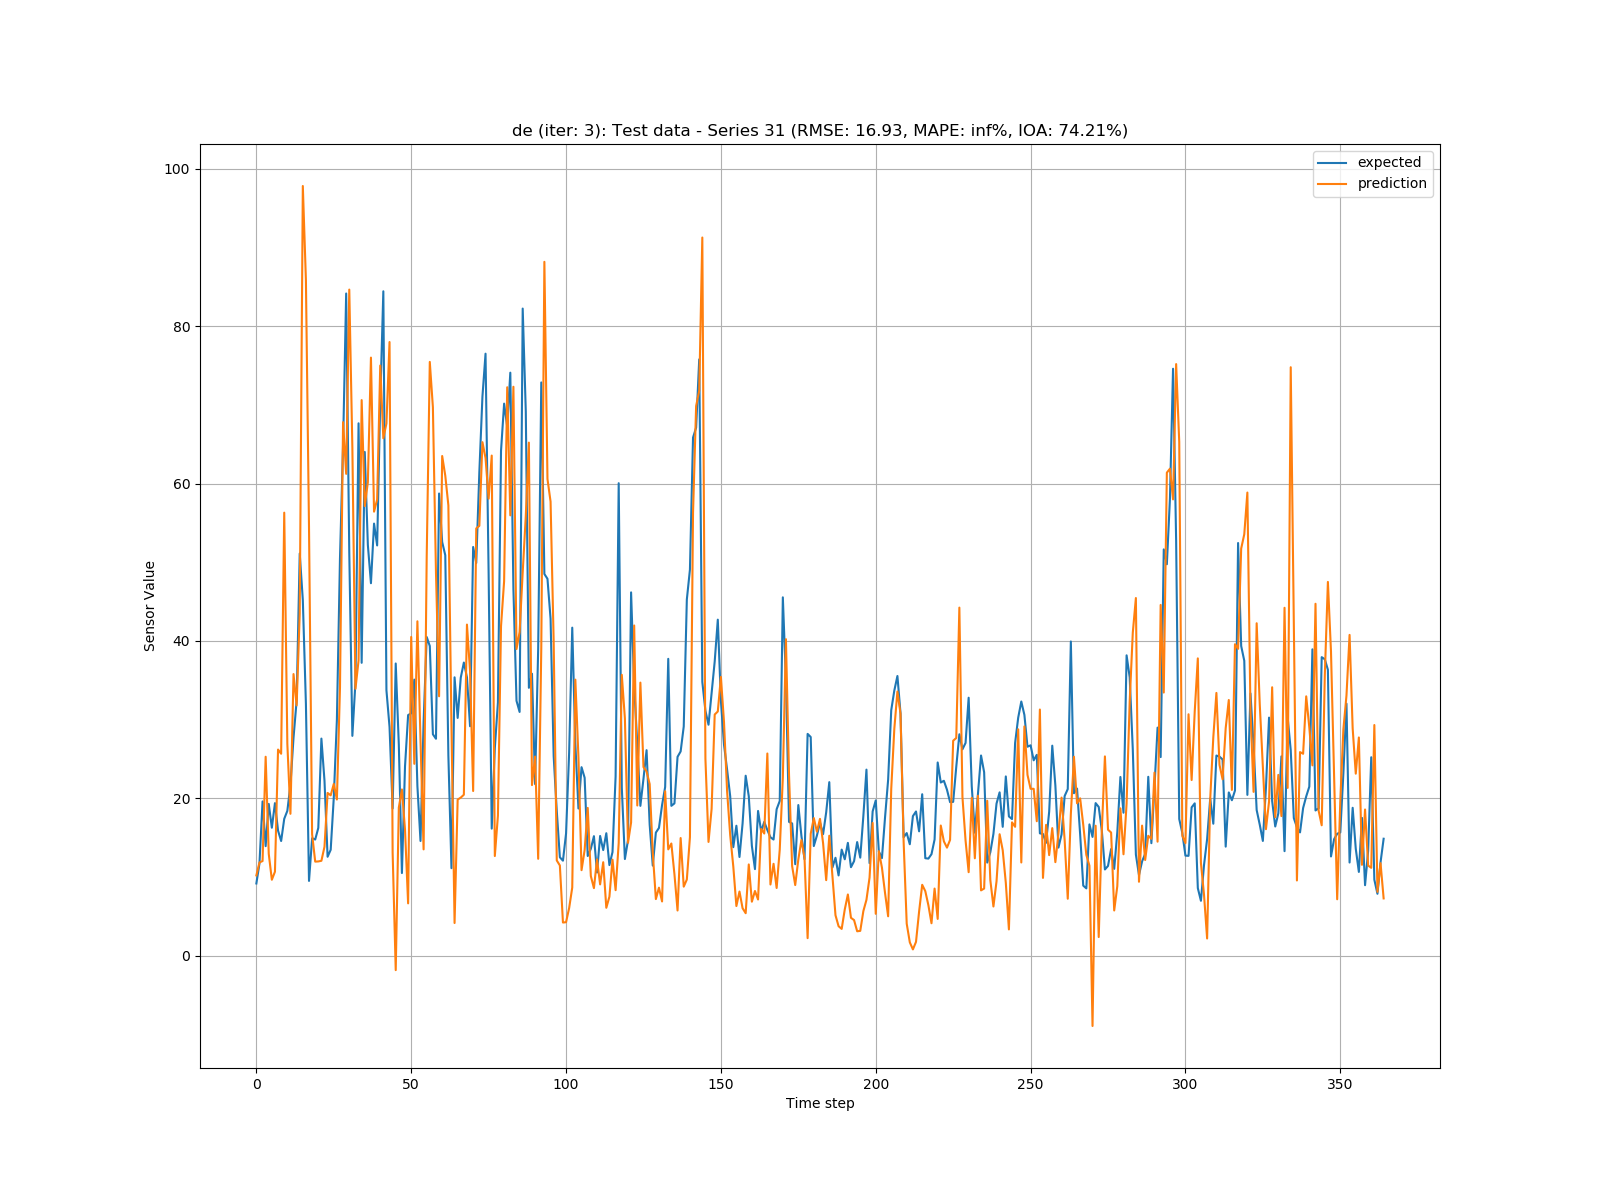 de (iter: 3): Test data - Series 31 (RMSE: 16.93, MAPE: inf%, IOA: 74.21%)
expected
prediction
100
80
60
40
20
0
Sensor Value
0 50 100 150 200 250 300 350
Time step